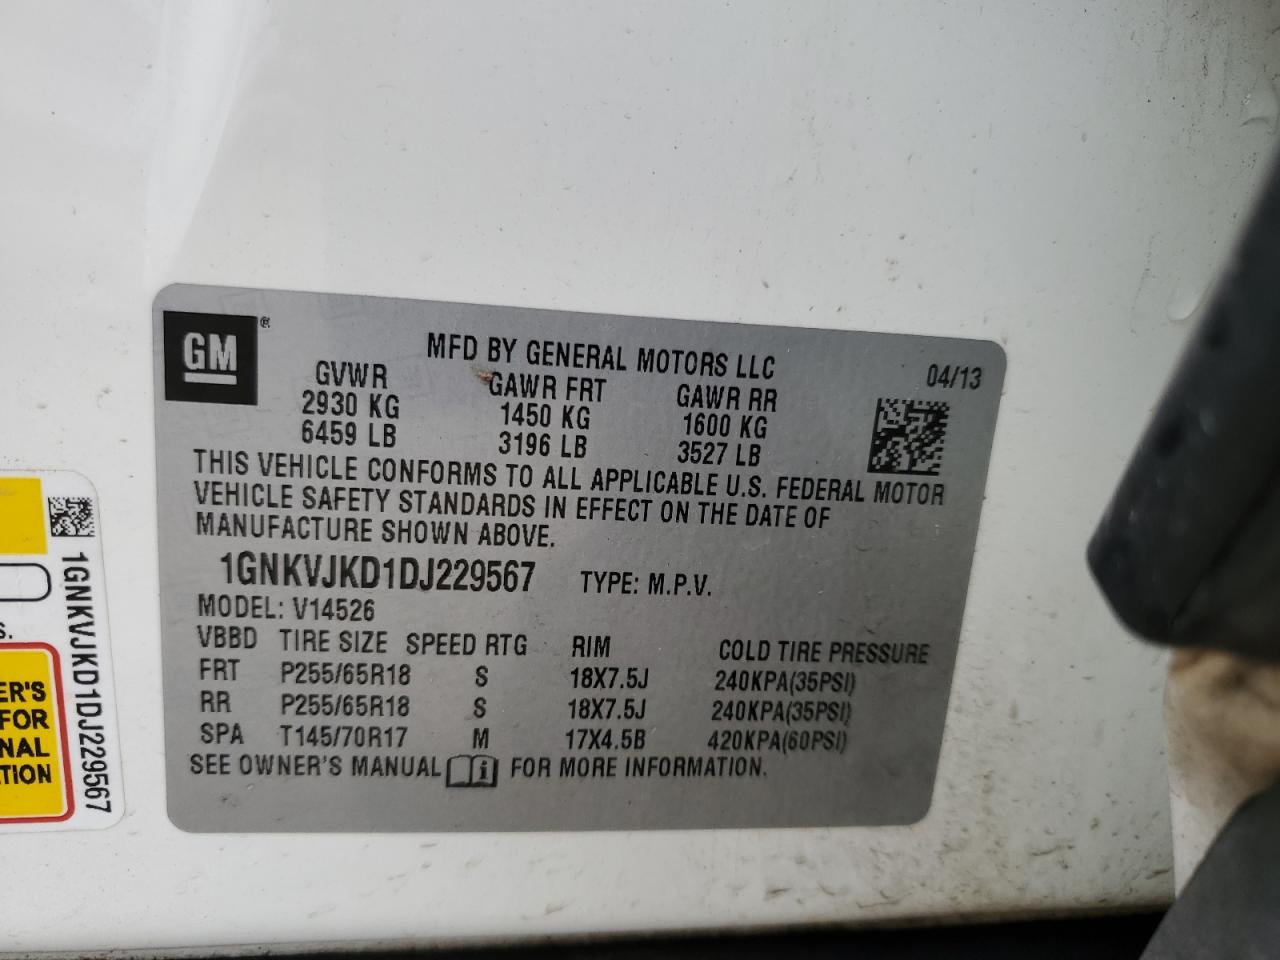 GM®
MFD BY GENERAL MOTORS LLC
04/13
GVWR GAWR FRT GAWR RR
2930 KG 1450 KG 1600 KG
6459 LB 3196 LB 3527 LB
THIS VEHICLE CONFORMS TO ALL APPLICABLE U.S. FEDERAL MOTOR
VEHICLE SAFETY STANDARDS IN EFFECT ON THE DATE OF
MANUFACTURE SHOWN ABOVE.
1GNKVJKD1DJ229567 TYPE: M.P.V.
MODEL: V14526
VBBD TIRE SIZE SPEED RTG RIM COLD TIRE PRESSURE
FRT P255/65R18 S 18X7.5J 240KPA(35PSI)
RR P255/65R18 S 18X7.5J 240KPA(35PSI)
SPA T145/70R17 M 17X4.5B 420KPA(60PSI)
SEE OWNER'S MANUAL FOR MORE INFORMATION.
1GNKVJKD1DJ229567
S.
ER'S
FOR
NAL
TION